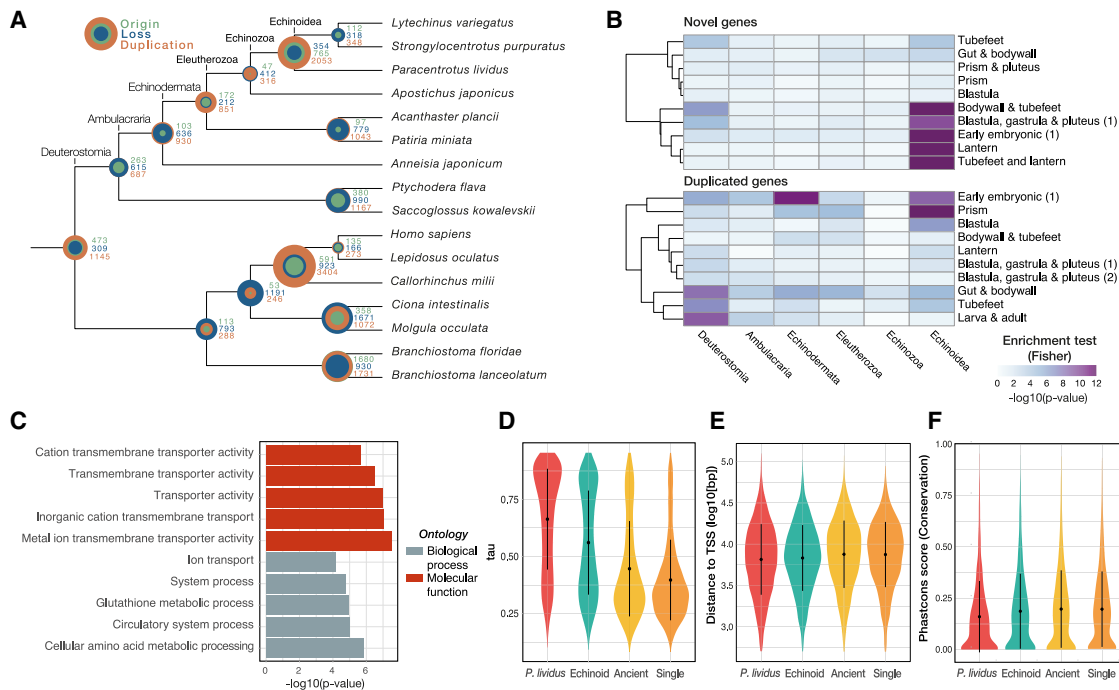 A
Origin
Loss
Duplication
Echinoidea
Echinozoa
Eleutherozoa
Echinodermata
Ambulacraria
Deuterostomia
112
318
348
354
765
2053
47
412
316
172
212
651
97
779
1043
103
636
930
263
615
687
380
990
1167
473
309
1145
135
166
273
591
923
3404
53
1191
246
358
1671
1072
113
793
288
1680
930
1731
Lytechinus variegatus
Strongylocentrotus purpuratus
Paracentrotus lividus
Apostichus japonicus
Acanthaster plancii
Patiria miniata
Anneisia japonicum
Ptychodera flava
Saccoglossus kowalevskii
Homo sapiens
Lepidosus oculatus
Callorhinchus milii
Ciona intestinalis
Molgula occulata
Branchiostoma floridae
Branchiostoma lanceolatum
B
Novel genes
Tubefeet
Gut & bodywall
Prism & pluteus
Prism
Blastula
Bodywall & tubefeet
Blastula, gastrula & pluteus (1)
Early embryonic (1)
Lantern
Tubefeet and lantern
Duplicated genes
Early embryonic (1)
Prism
Blastula
Bodywall & tubefeet
Lantern
Blastula, gastrula & pluteus (1)
Blastula, gastrula & pluteus (2)
Gut & bodywall
Tubefeet
Larva & adult
Deuterostomia
Ambulacraria
Echinodermata
Eleutherozoa
Echinozoa
Echinoidea
Enrichment test
(Fisher)
0 2 4 6 8 10 12
-log10(p-value)
C
Cation transmembrane transporter activity
Transmembrane transporter activity
Transporter activity
Inorganic cation transmembrane transport
Metal ion transmembrane transporter activity
Ion transport
System process
Glutathione metabolic process
Circulatory system process
Cellular amino acid metabolic processing
0 2 4 6
-log10(p-value)
Ontology
Biological
process
Molecular
function
D
tau
0.75
0.50
0.25
P. lividus Echinoid Ancient Single
E
Distance to TSS (log10[bp])
5.0
4.5
4.0
3.5
3.0
P. lividus Echinoid Ancient Single
F
Phastcons score (Conservation)
1.00
0.75
0.50
0.25
0.00
P. lividus Echinoid Ancient Single